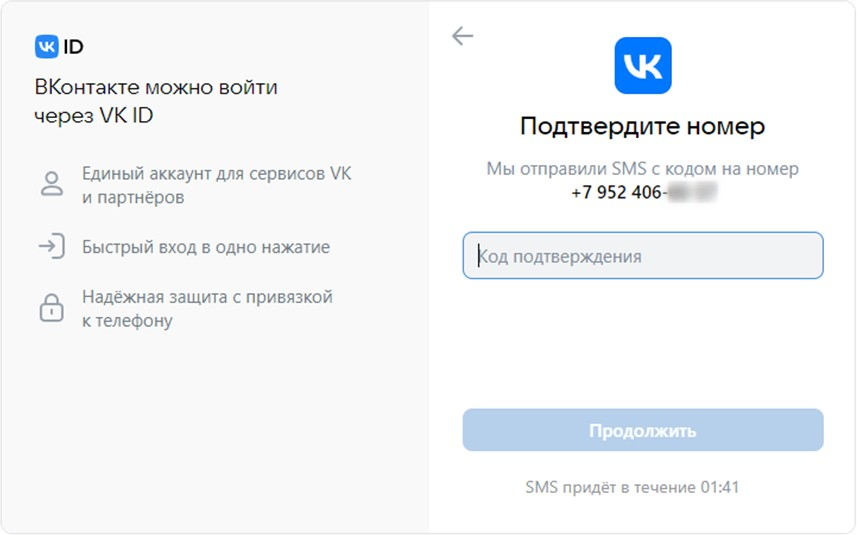 VK ID
ВКонтакте можно войти
через VK ID
Единый аккаунт для сервисов VK
и партнёров
Быстрый вход в одно нажатие
Надёжная защита с привязкой
к телефону
VK
Подтвердите номер
Мы отправили SMS с кодом на номер
+7 952 406-
Код подтверждения
Продолжить
SMS придёт в течение 01:41